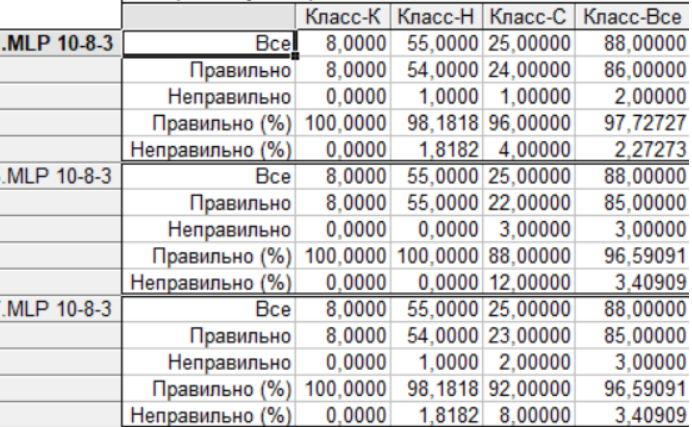 Класс-К Класс-Н Класс-С Класс-Все
.MLP 10-8-3 Все 8,0000 55,0000 25,00000 88,00000
Правильно 8,0000 54,0000 24,00000 86,00000
Неправильно 0,0000 1,0000 1,00000 2,00000
Правильно (%) 100,0000 98,1818 96,00000 97,72727
Неправильно (%) 0,0000 1,8182 4,00000 2,27273
.MLP 10-8-3 Все 8,0000 55,0000 25,00000 88,00000
Правильно 8,0000 55,0000 22,00000 85,00000
Неправильно 0,0000 0,0000 3,00000 3,00000
Правильно (%) 100,0000 100,0000 88,00000 96,59091
Неправильно (%) 0,0000 0,0000 12,00000 3,40909
.MLP 10-8-3 Все 8,0000 55,0000 25,00000 88,00000
Правильно 8,0000 54,0000 23,00000 85,00000
Неправильно 0,0000 1,0000 2,00000 3,00000
Правильно (%) 100,0000 98,1818 92,00000 96,59091
Неправильно (%) 0,0000 1,8182 8,00000 3,40909